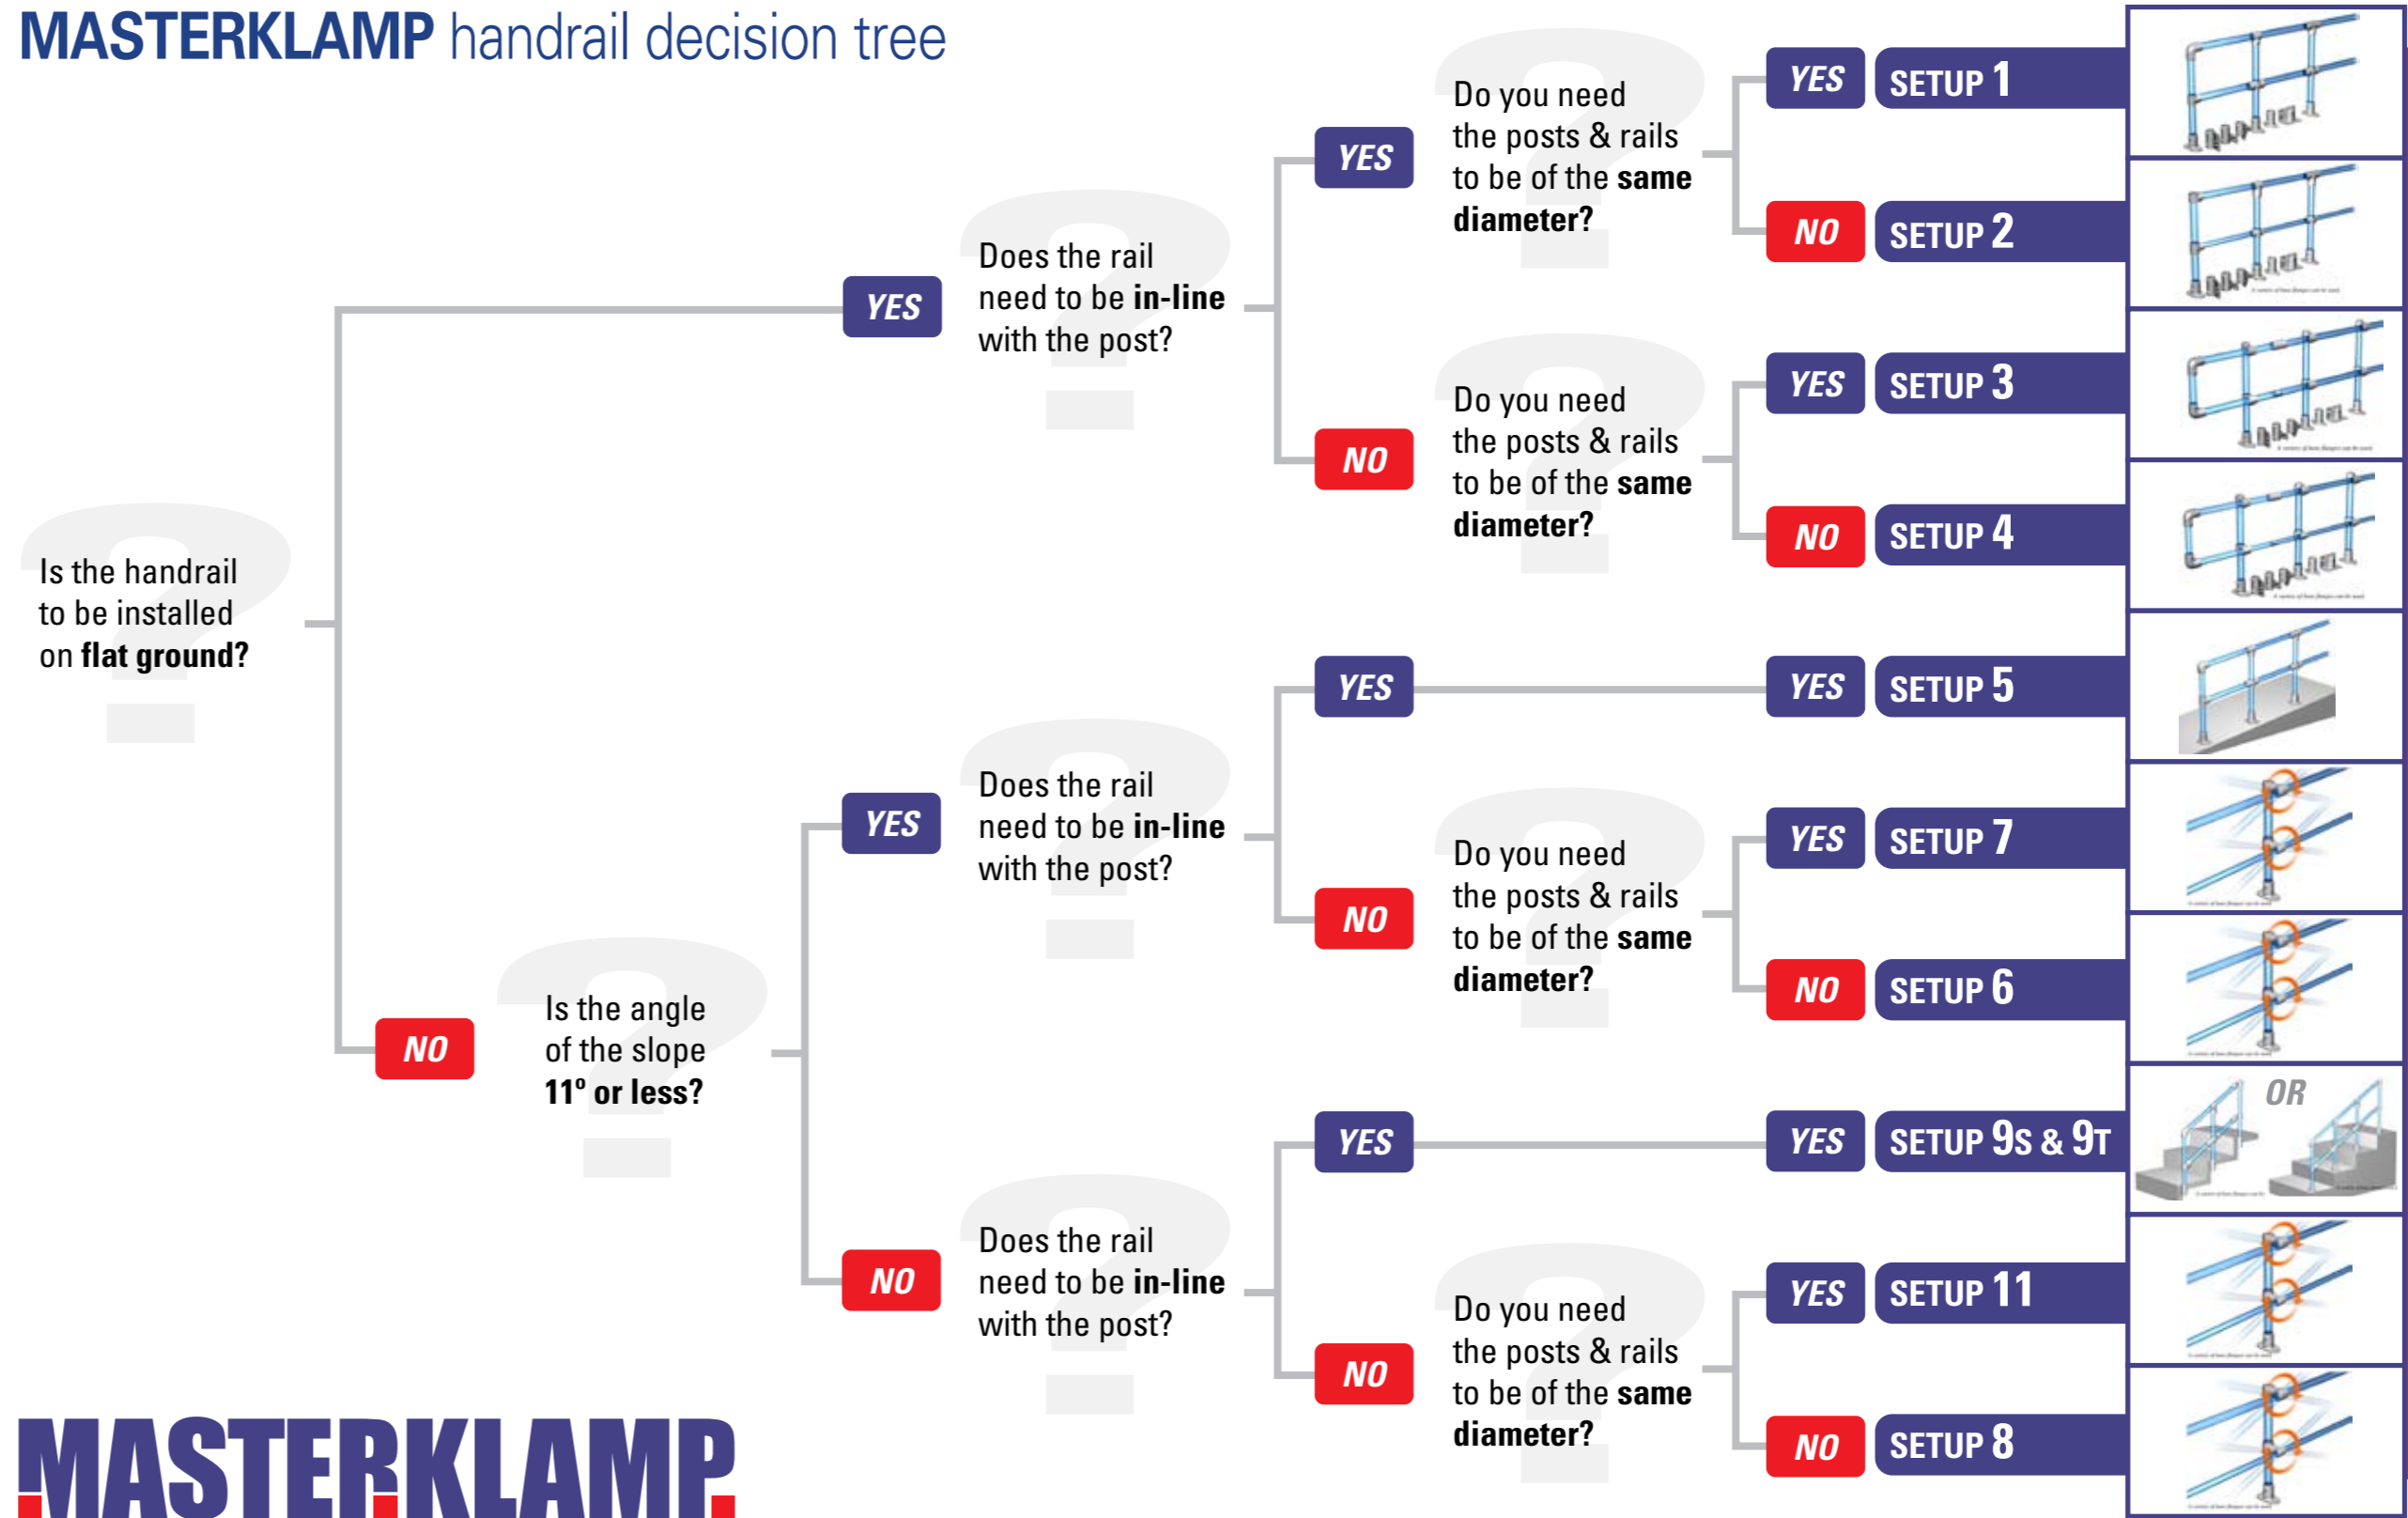 MASTERKLAMP handrail decision tree
Is the handrail
to be installed
on flat ground?
YES
Does the rail
need to be in-line
with the post?
YES
Do you need
the posts & rails
to be of the same
diameter?
YES
SETUP 1
NO
SETUP 2
NO
Do you need
the posts & rails
to be of the same
diameter?
YES
SETUP 3
NO
SETUP 4
NO
Is the angle
of the slope
11º or less?
YES
Does the rail
need to be in-line
with the post?
YES
YES
SETUP 5
NO
Do you need
the posts & rails
to be of the same
diameter?
YES
SETUP 7
NO
SETUP 6
NO
Does the rail
need to be in-line
with the post?
YES
YES
SETUP 9S & 9T
OR
NO
Do you need
the posts & rails
to be of the same
diameter?
YES
SETUP 11
NO
SETUP 8
MASTERKLAMP